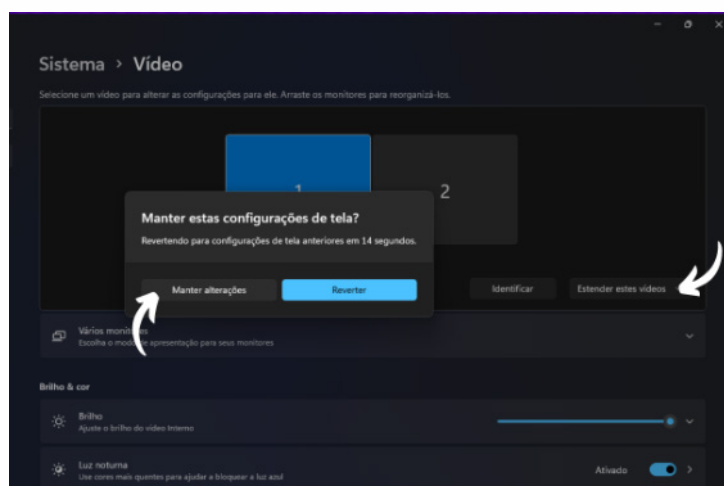 Sistema > Vídeo
Selecione um vídeo para alterar as configurações para ele. Arraste os monitores para reorganizá-los.
1
2
Manter estas configurações de tela?
Revertendo para configurações de tela anteriores em 14 segundos.
Manter alterações
Reverter
Identificar
Estender estes vídeos
Vários monitores
Escolha o modo de apresentação para seus monitores
Brilho & cor
Brilho
Ajuste o brilho do vídeo interno
Luz noturna
Use cores mais quentes para ajudar a bloquear a luz azul
Ativado